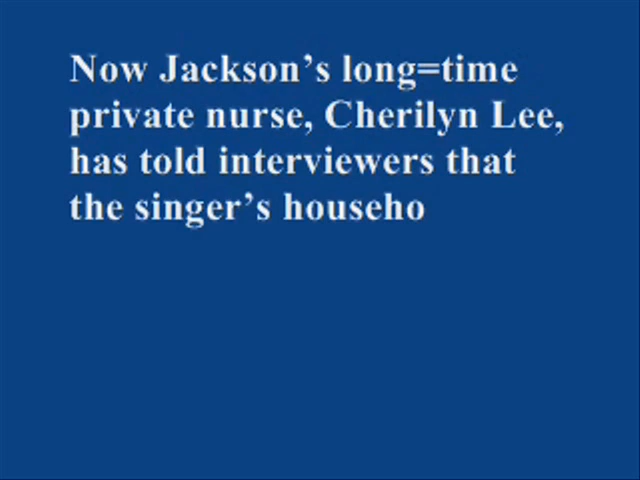 Now Jackson’s long=time
private nurse, Cherilyn Lee,
has told interviewers that
the singer’s househo